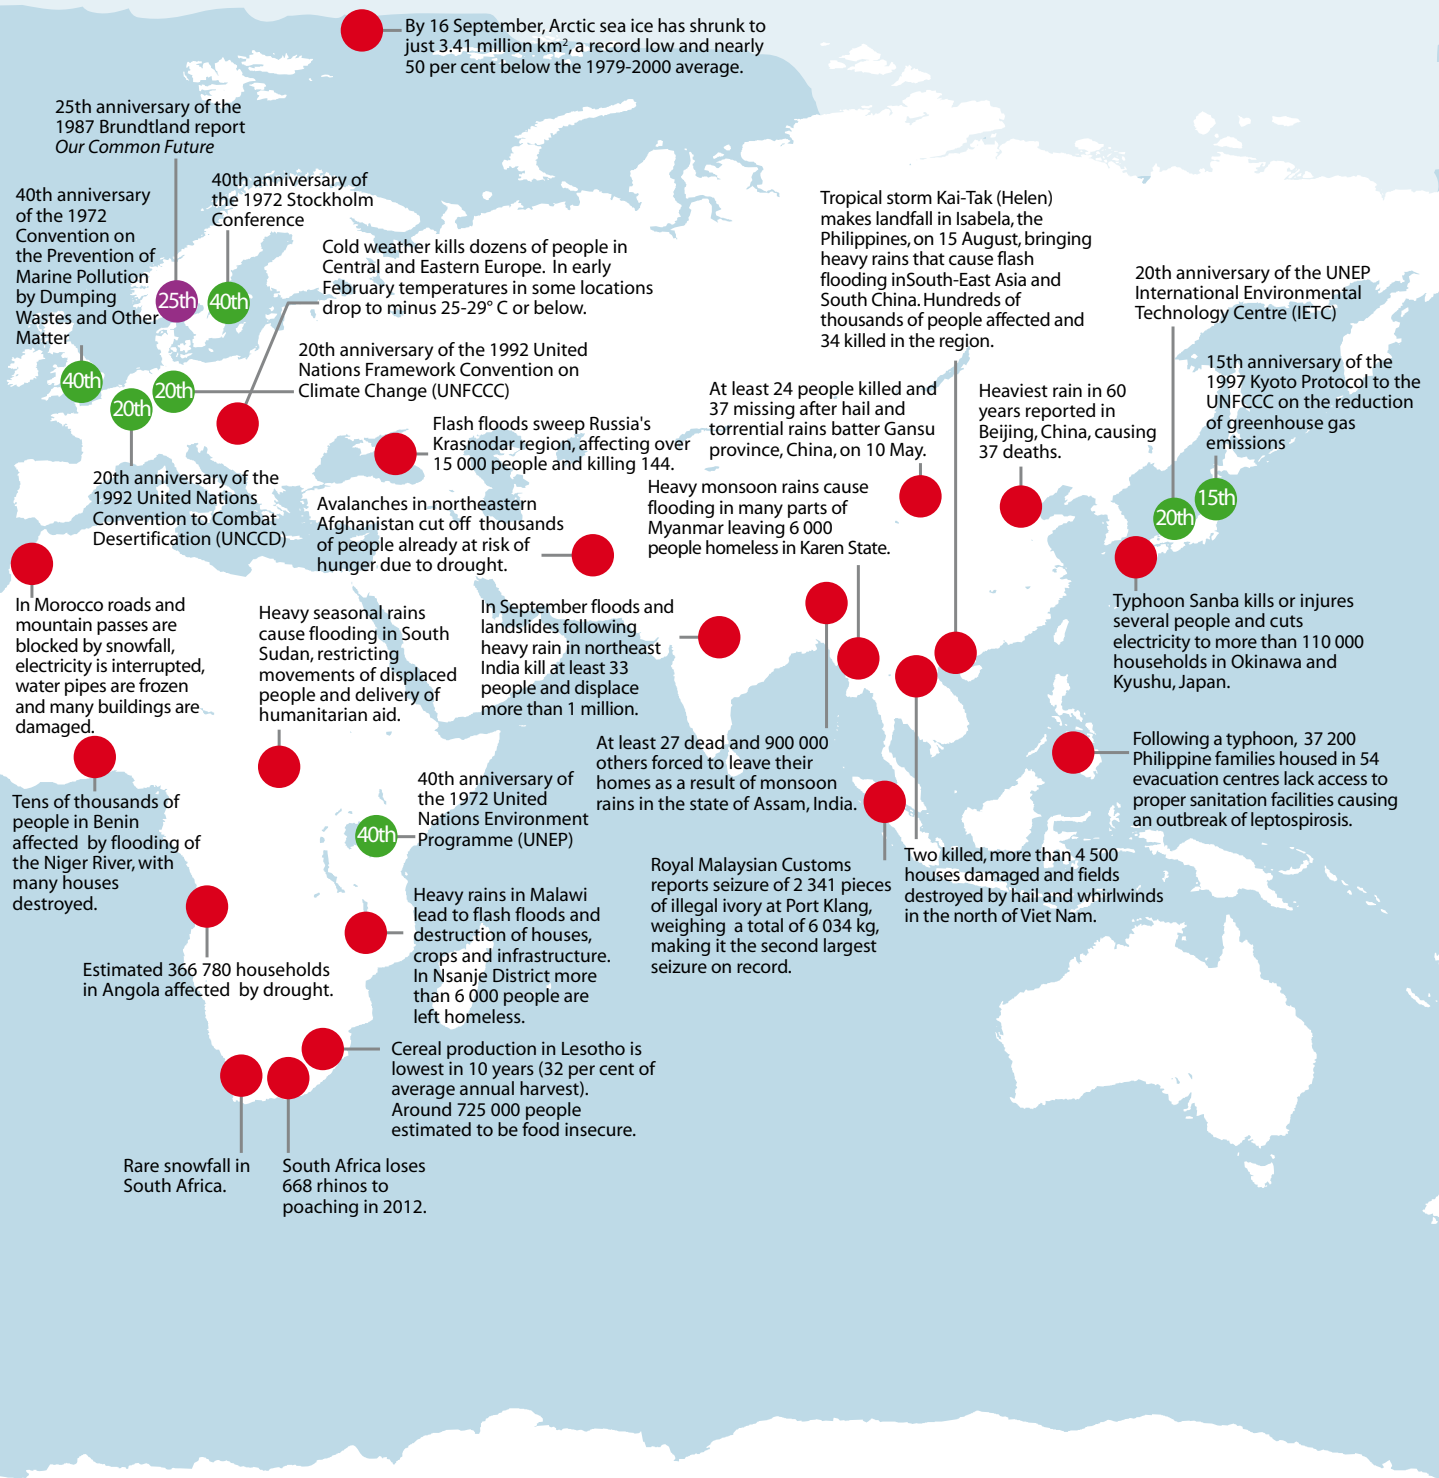 By 16 September, Arctic sea ice has shrunk to
just 3.41 million km², a record low and nearly
50 per cent below the 1979-2000 average.
25th anniversary of the
1987 Brundtland report
Our Common Future
40th anniversary
of the 1972
Convention on
the Prevention of
Marine Pollution
by Dumping
Wastes and Other
Matter
40th anniversary of
the 1972 Stockholm
Conference
Cold weather kills dozens of people in
Central and Eastern Europe. In early
February temperatures in some locations
drop to minus 25-29° C or below.
25th
40th
40th
20th
20th
20th anniversary of the 1992 United
Nations Framework Convention on
Climate Change (UNFCCC)
20th anniversary of the
1992 United Nations
Convention to Combat
Desertification (UNCCD)
Flash floods sweep Russia's
Krasnodar region, affecting over
15 000 people and killing 144.
Avalanches in northeastern
Afghanistan cut off thousands
of people already at risk of
hunger due to drought.
Tropical storm Kai-Tak (Helen)
makes landfall in Isabela, the
Philippines, on 15 August, bringing
heavy rains that cause flash
flooding inSouth-East Asia and
South China. Hundreds of
thousands of people affected and
34 killed in the region.
At least 24 people killed and
37 missing after hail and
torrential rains batter Gansu
province, China, on 10 May.
Heavy monsoon rains cause
flooding in many parts of
Myanmar leaving 6 000
people homeless in Karen State.
Heaviest rain in 60
years reported in
Beijing, China, causing
37 deaths.
20th anniversary of the UNEP
International Environmental
Technology Centre (IETC)
15th anniversary of the
1997 Kyoto Protocol to the
UNFCCC on the reduction
of greenhouse gas
emissions
15th
20th
Typhoon Sanba kills or injures
several people and cuts
electricity to more than 110 000
households in Okinawa and
Kyushu, Japan.
In Morocco roads and
mountain passes are
blocked by snowfall,
electricity is interrupted,
water pipes are frozen
and many buildings are
damaged.
Heavy seasonal rains
cause flooding in South
Sudan, restricting
movements of displaced
people and delivery of
humanitarian aid.
In September floods and
landslides following
heavy rain in northeast
India kill at least 33
people and displace
more than 1 million.
At least 27 dead and 900 000
others forced to leave their
homes as a result of monsoon
rains in the state of Assam, India.
Following a typhoon, 37 200
Philippine families housed in 54
evacuation centres lack access to
proper sanitation facilities causing
an outbreak of leptospirosis.
Tens of thousands of
people in Benin
affected by flooding of
the Niger River, with
many houses
destroyed.
40th
40th anniversary of
the 1972 United
Nations Environment
Programme (UNEP)
Royal Malaysian Customs
reports seizure of 2 341 pieces
of illegal ivory at Port Klang,
weighing a total of 6 034 kg,
making it the second largest
seizure on record.
Two killed, more than 4 500
houses damaged and fields
destroyed by hail and whirlwinds
in the north of Viet Nam.
Heavy rains in Malawi
lead to flash floods and
destruction of houses,
crops and infrastructure.
In Nsanje District more
than 6 000 people are
left homeless.
Estimated 366 780 households
in Angola affected by drought.
Cereal production in Lesotho is
lowest in 10 years (32 per cent of
average annual harvest).
Around 725 000 people
estimated to be food insecure.
Rare snowfall in
South Africa.
South Africa loses
668 rhinos to
poaching in 2012.